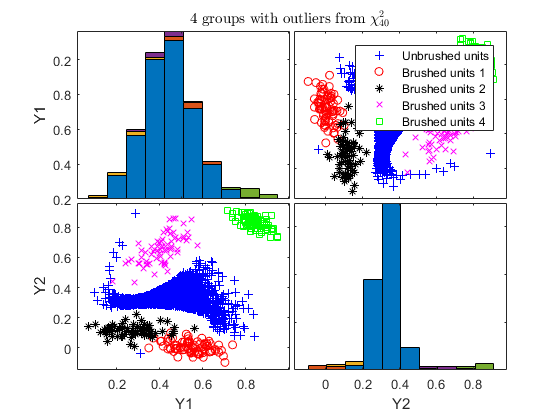 4 groups with outliers from χ²₄₀
Y1
0.2
0.8
0.6
0.4
0.2
Unbrushed units
Brushed units 1
Brushed units 2
Brushed units 3
Brushed units 4
Y2
0.8
0.6
0.4
0.2
0
0.2 0.4 0.6 0.8
Y1
0 0.2 0.4 0.6 0.8
Y2